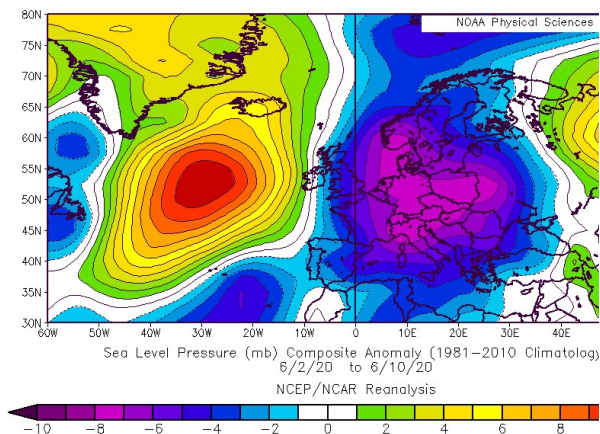 80N
NOAA Physical Sciences
75N
70N
65N
60N
55N
50N
45N
40N
35N
30N
60W 50W 40W 30W 20W 10W 0 10E 20E 30E 40E
Sea Level Pressure (mb) Composite Anomaly (1981-2010 Climatology
6/2/20 to 6/10/20
NCEP/NCAR Reanalysis
-10 -8 -6 -4 -2 0 2 4 6 8